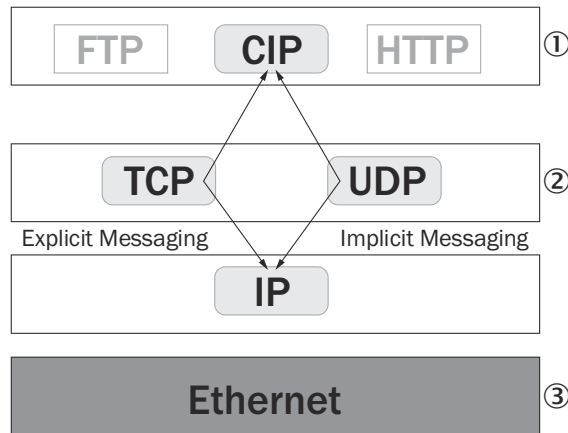 FTP CIP HTTP ①
TCP UDP ②
Explicit Messaging Implicit Messaging
IP
Ethernet ③